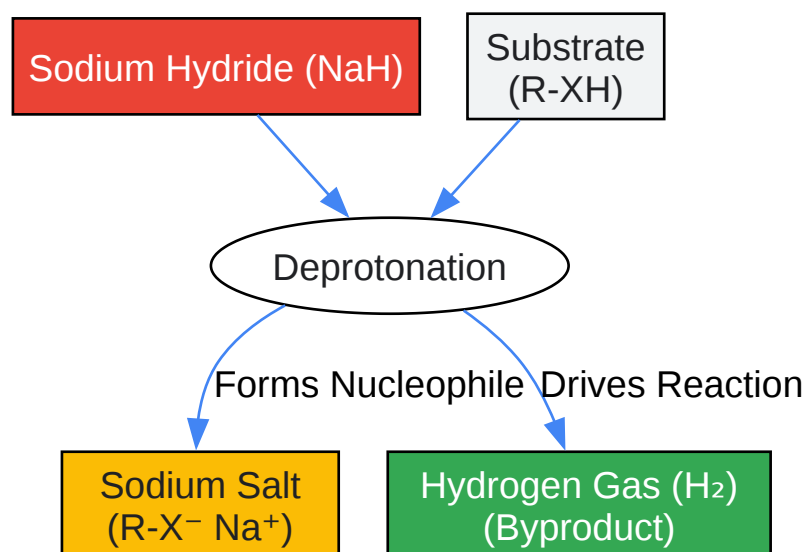 Sodium Hydride (NaH)
Substrate
(R-XH)
Deprotonation
Forms Nucleophile
Drives Reaction
Sodium Salt
(R-X⁻ Na⁺)
Hydrogen Gas (H₂)
(Byproduct)